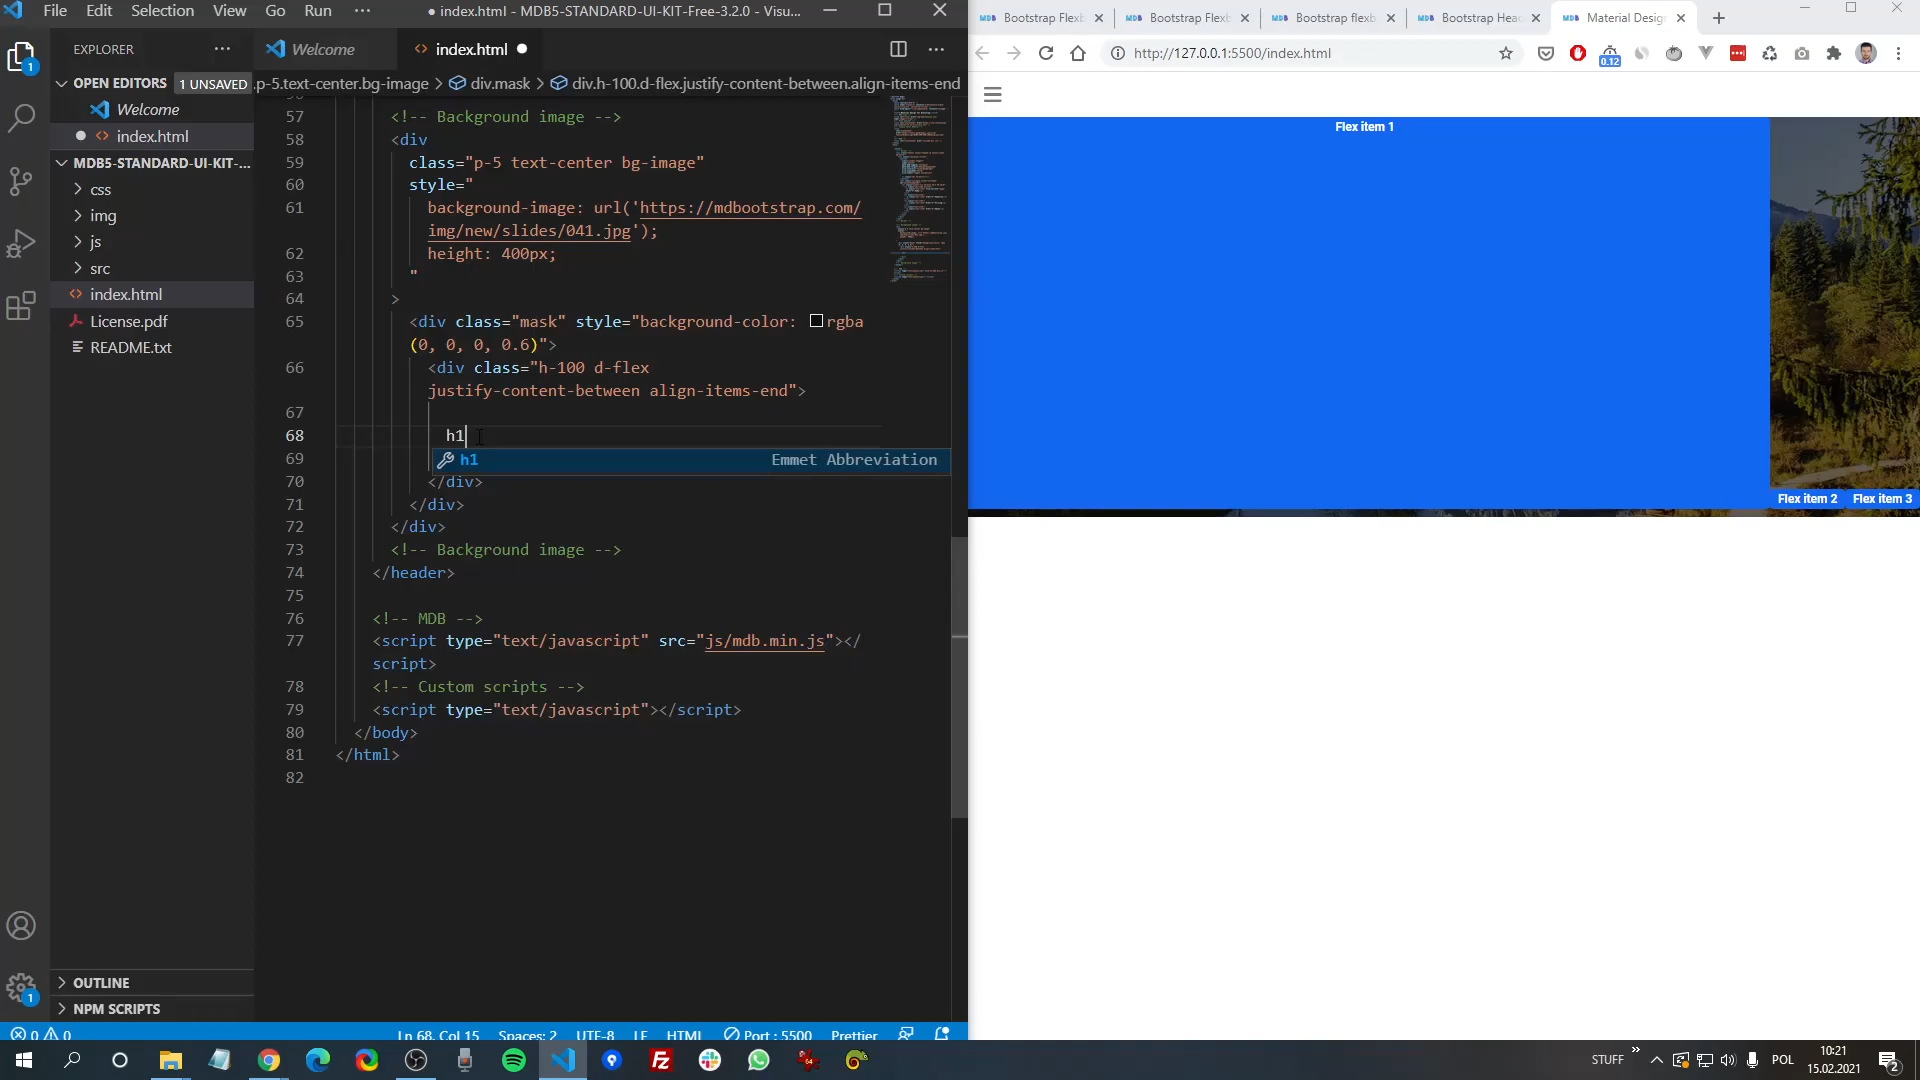 File Edit Selection View Go Run ··· ● index.html - MDB5-STANDARD-UI-KIT-Free-3.2.0 - Visu...
EXPLORER ···
OPEN EDITORS 1 UNSAVED
Welcome
index.html
MDB5-STANDARD-UI-KIT-...
css
img
js
src
index.html
License.pdf
README.txt
OUTLINE
NPM SCRIPTS
Welcome
index.html
.p-5.text-center.bg-image > div.mask > div.h-100.d-flex.justify-content-between.align-items-end
57 <!-- Background image -->
58 <div
59 class="p-5 text-center bg-image"
60 style="
61 background-image: url('https://mdbootstrap.com/
img/new/slides/041.jpg');
62 height: 400px;
63 "
64 >
65 <div class="mask" style="background-color: rgba
(0, 0, 0, 0.6)">
66 <div class="h-100 d-flex
justify-content-between align-items-end">
67
68 h1
69 h1 Emmet Abbreviation
70 </div>
71 </div>
72 </div>
73 <!-- Background image -->
74 </header>
75
76 <!-- MDB -->
77 <script type="text/javascript" src="js/mdb.min.js"></
script>
78 <!-- Custom scripts -->
79 <script type="text/javascript"></script>
80 </body>
81 </html>
82
0 0 Ln 68, Col 15 Spaces: 2 UTF-8 LF HTML Port : 5500 Prettier
Bootstrap Flexb Bootstrap Flexb Bootstrap flexb Bootstrap Head Material Design
http://127.0.0.1:5500/index.html
0.12
Flex item 1
Flex item 2 Flex item 3
STUFF POL 10:21
15.02.2021
2